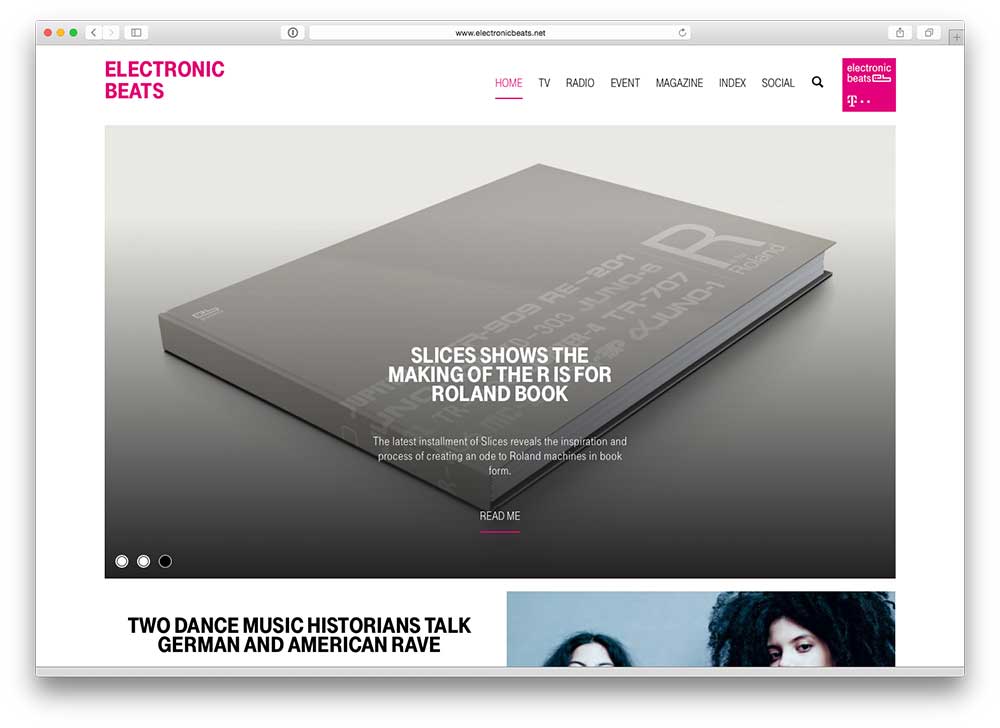 www.electronicbeats.net
ELECTRONIC
BEATS
HOME TV RADIO EVENT MAGAZINE INDEX SOCIAL
electronic
beats
T
R
is for
Roland
RE-201
-909
JUNO-6
-303
TR-707
JUNO-1
SLICES SHOWS THE
MAKING OF THE R IS FOR
ROLAND BOOK
The latest installment of Slices reveals the inspiration and
process of creating an ode to Roland machines in book
form.
READ ME
TWO DANCE MUSIC HISTORIANS TALK
GERMAN AND AMERICAN RAVE